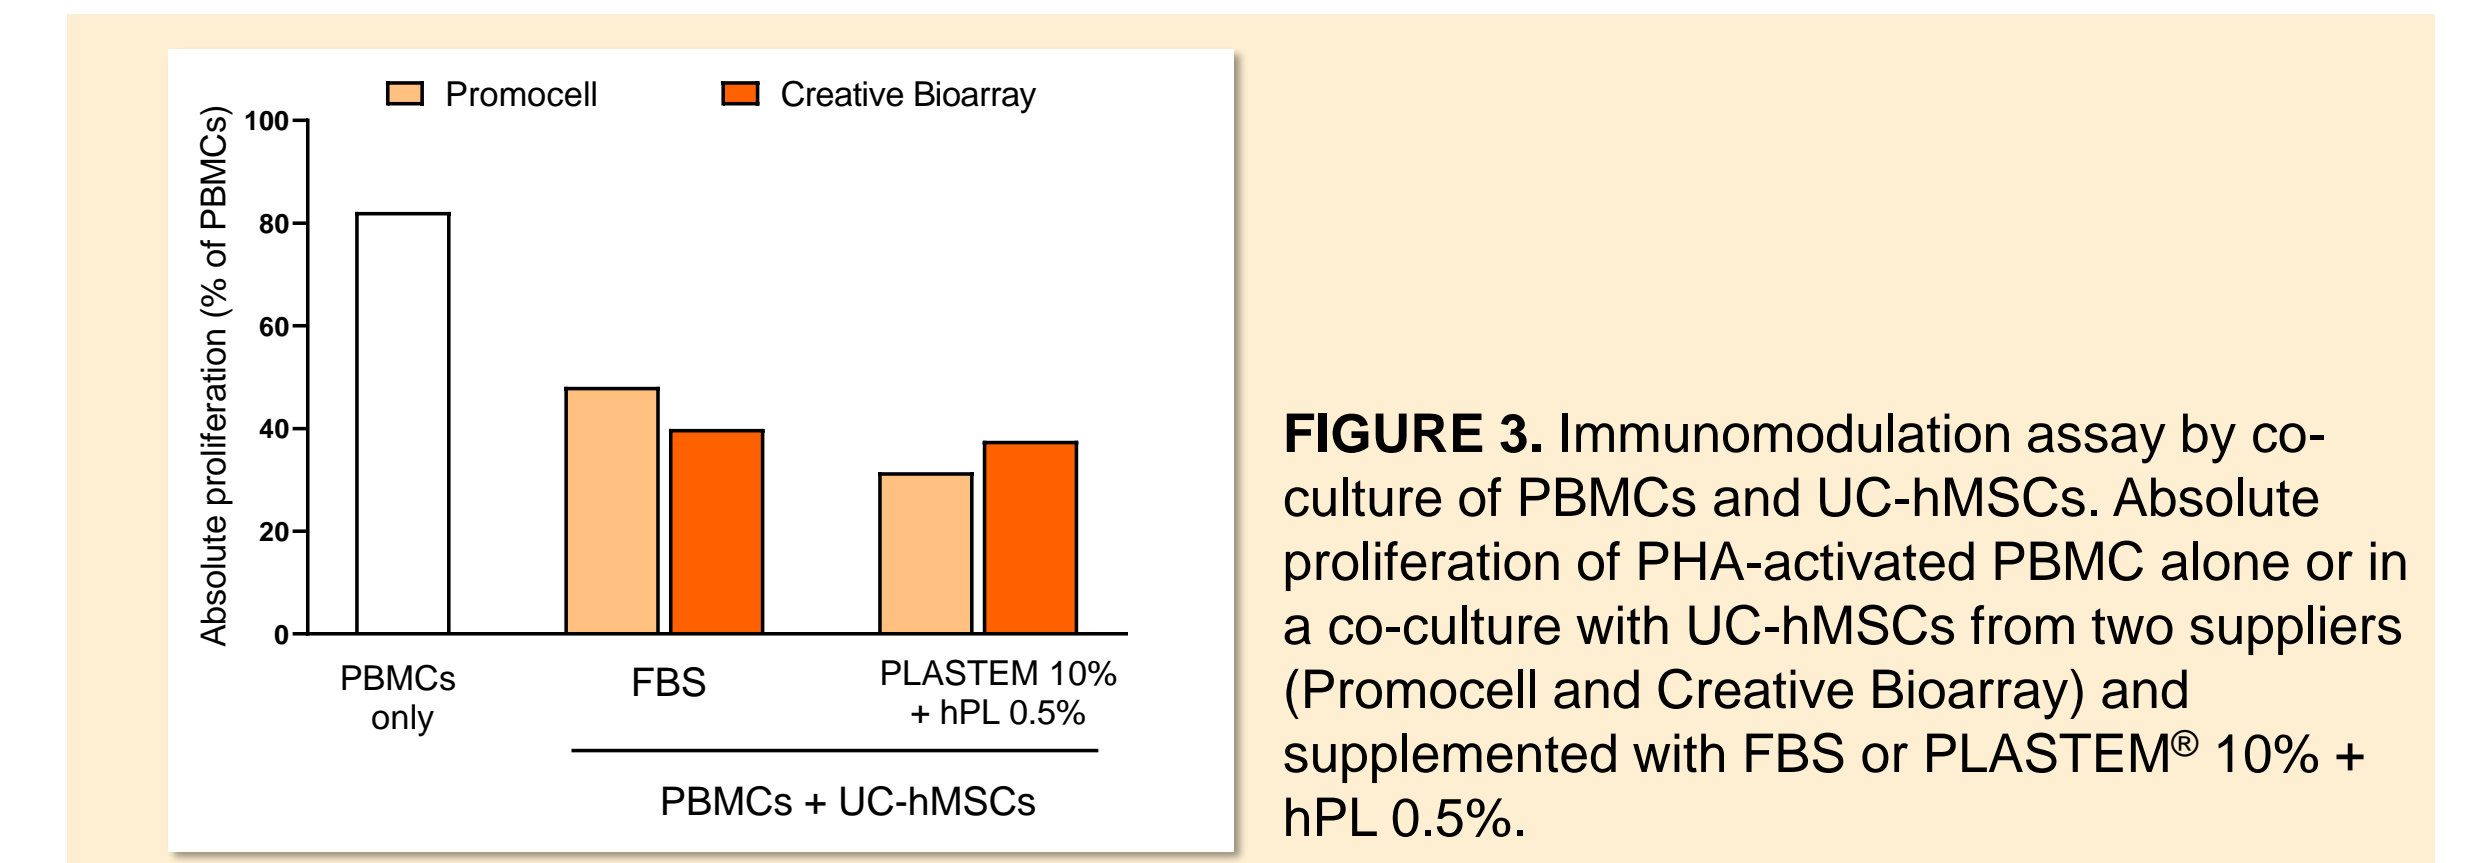 Promocell
Creative Bioarray
Absolute proliferation (% of PBMCs)
100
80
60
40
20
0
PBMCs
only
FBS
PLASTEM 10%
+ hPL 0.5%
PBMCs + UC-hMSCs
FIGURE 3. Immunomodulation assay by co-
culture of PBMCs and UC-hMSCs. Absolute
proliferation of PHA-activated PBMC alone or in
a co-culture with UC-hMSCs from two suppliers
(Promocell and Creative Bioarray) and
supplemented with FBS or PLASTEM® 10% +
hPL 0.5%.